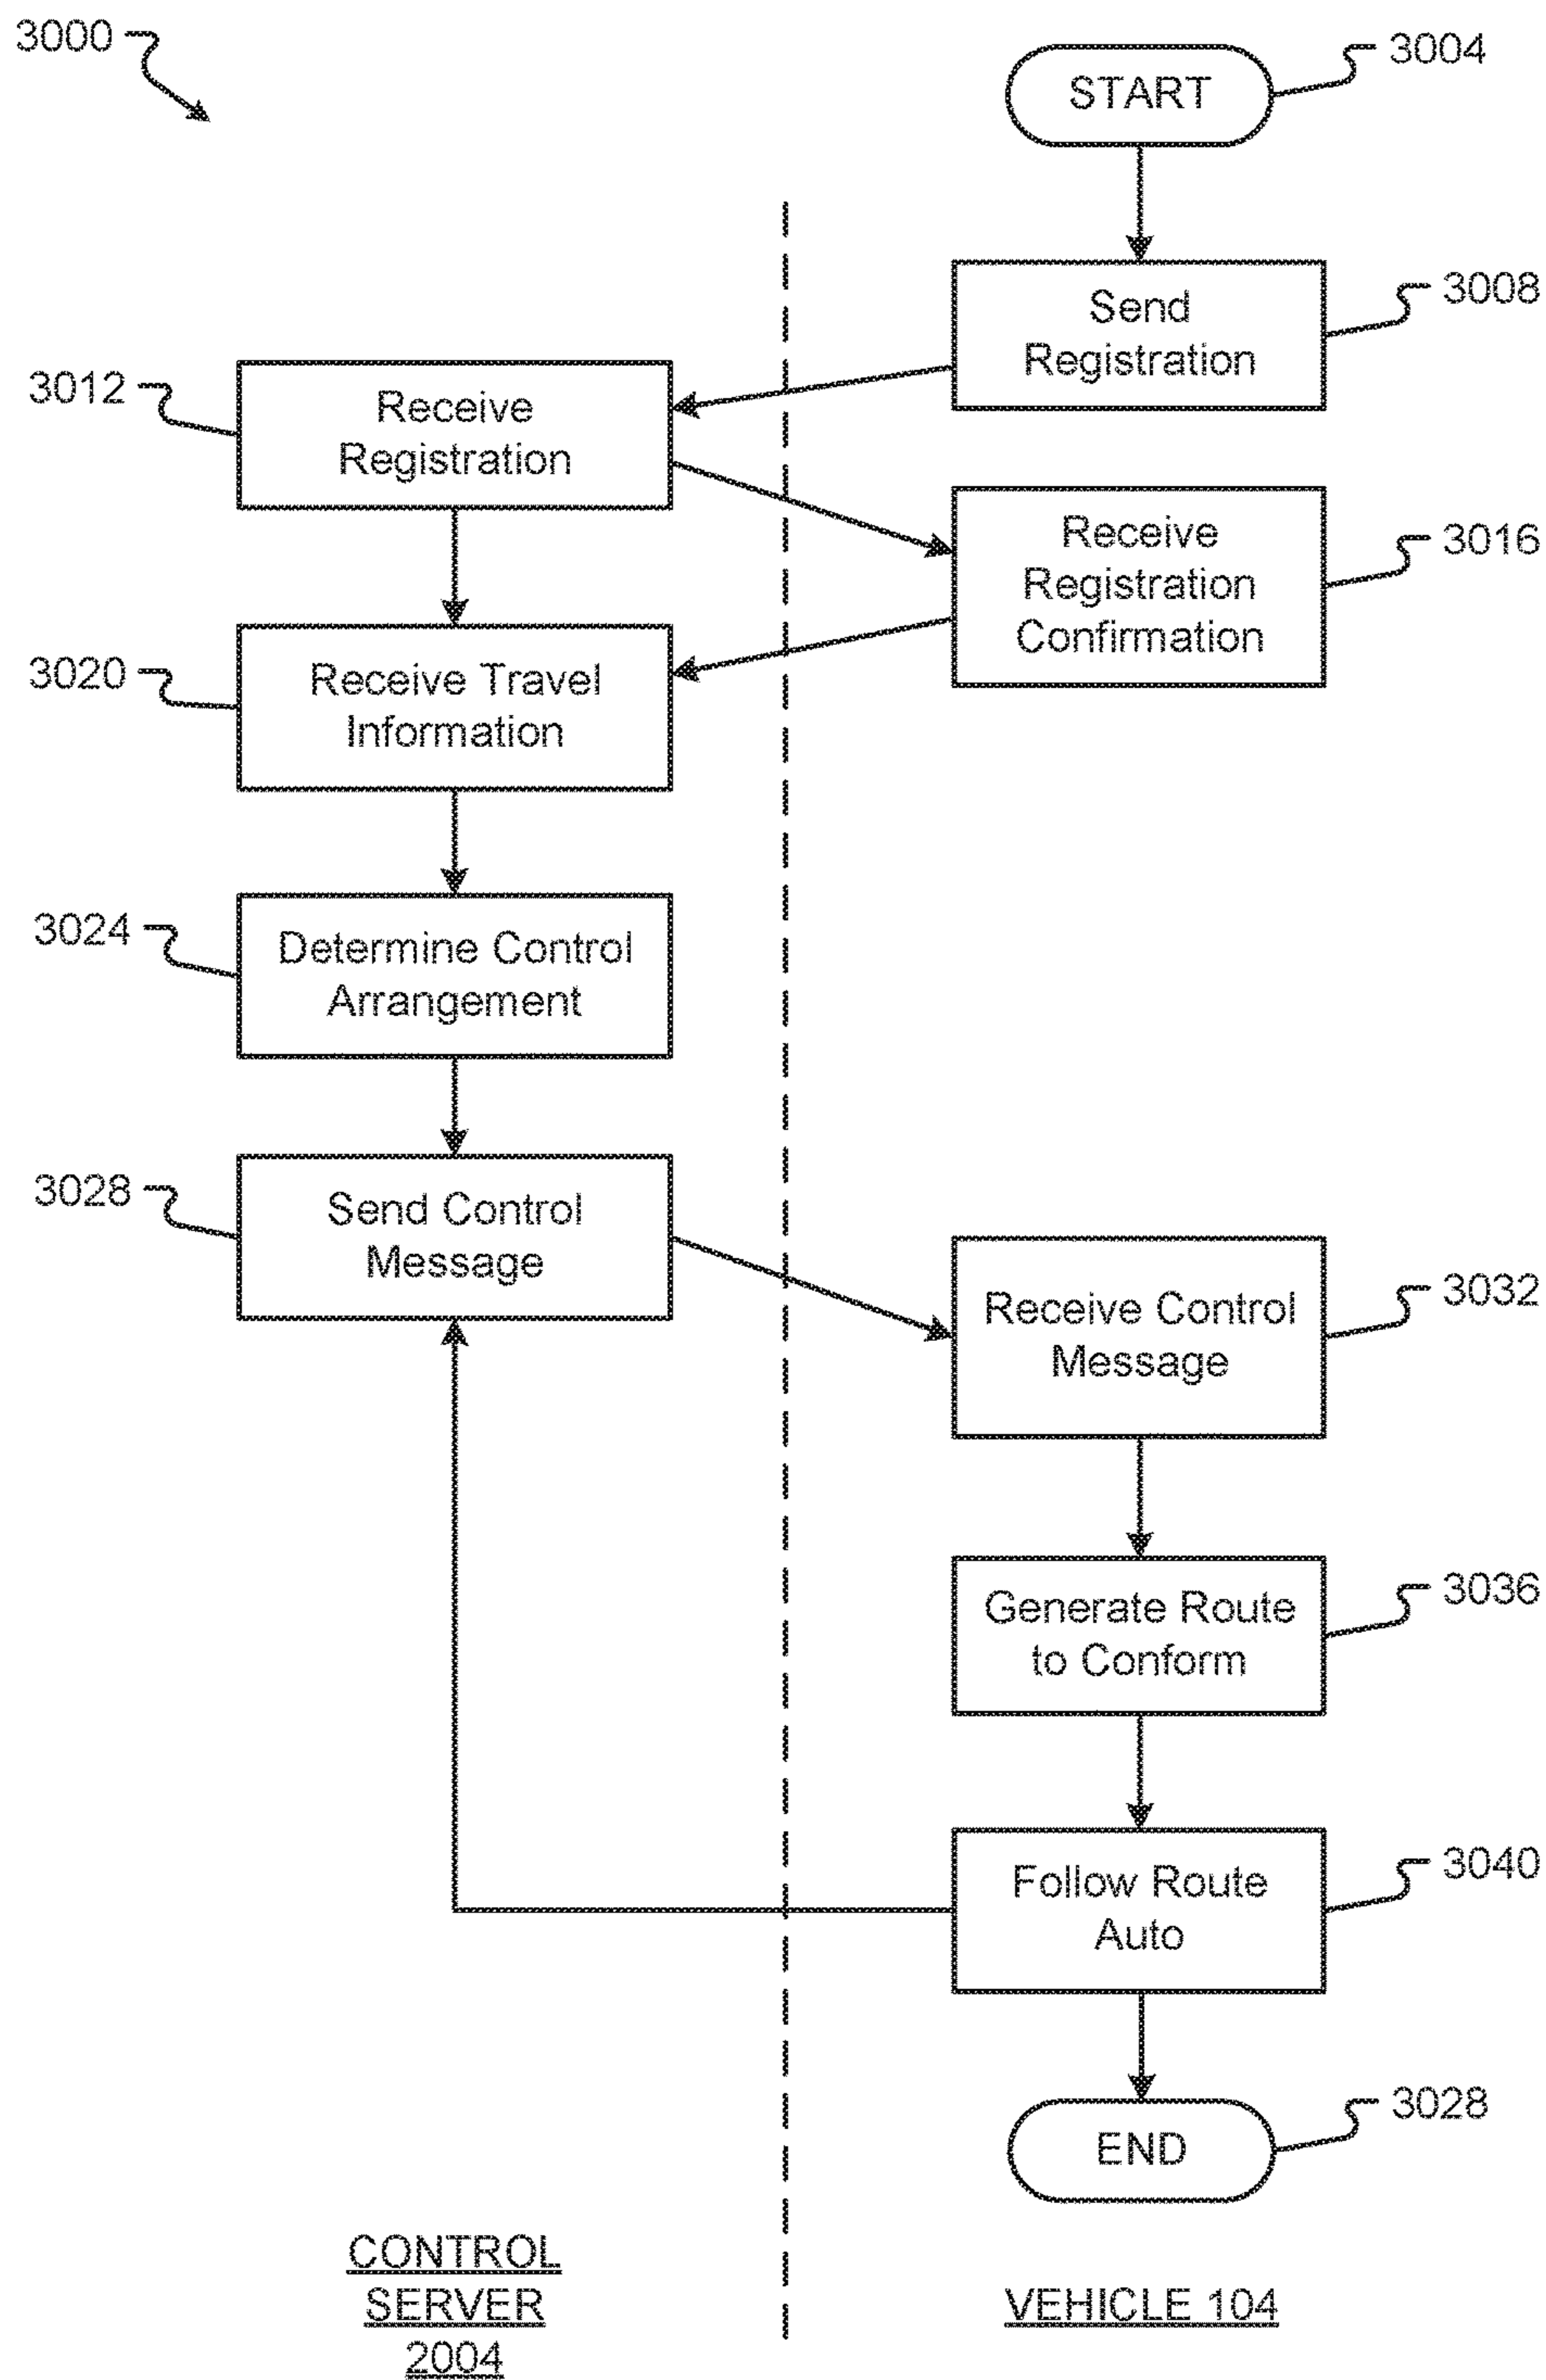 3000
START
3004
Send
Registration
3008
3012
Receive
Registration
Receive
Registration
Confirmation
3016
3020
Receive Travel
Information
3024
Determine Control
Arrangement
3028
Send Control
Message
Receive Control
Message
3032
Generate Route
to Conform
3036
Follow Route
Auto
3040
END
3028
CONTROL
SERVER
2004
VEHICLE 104